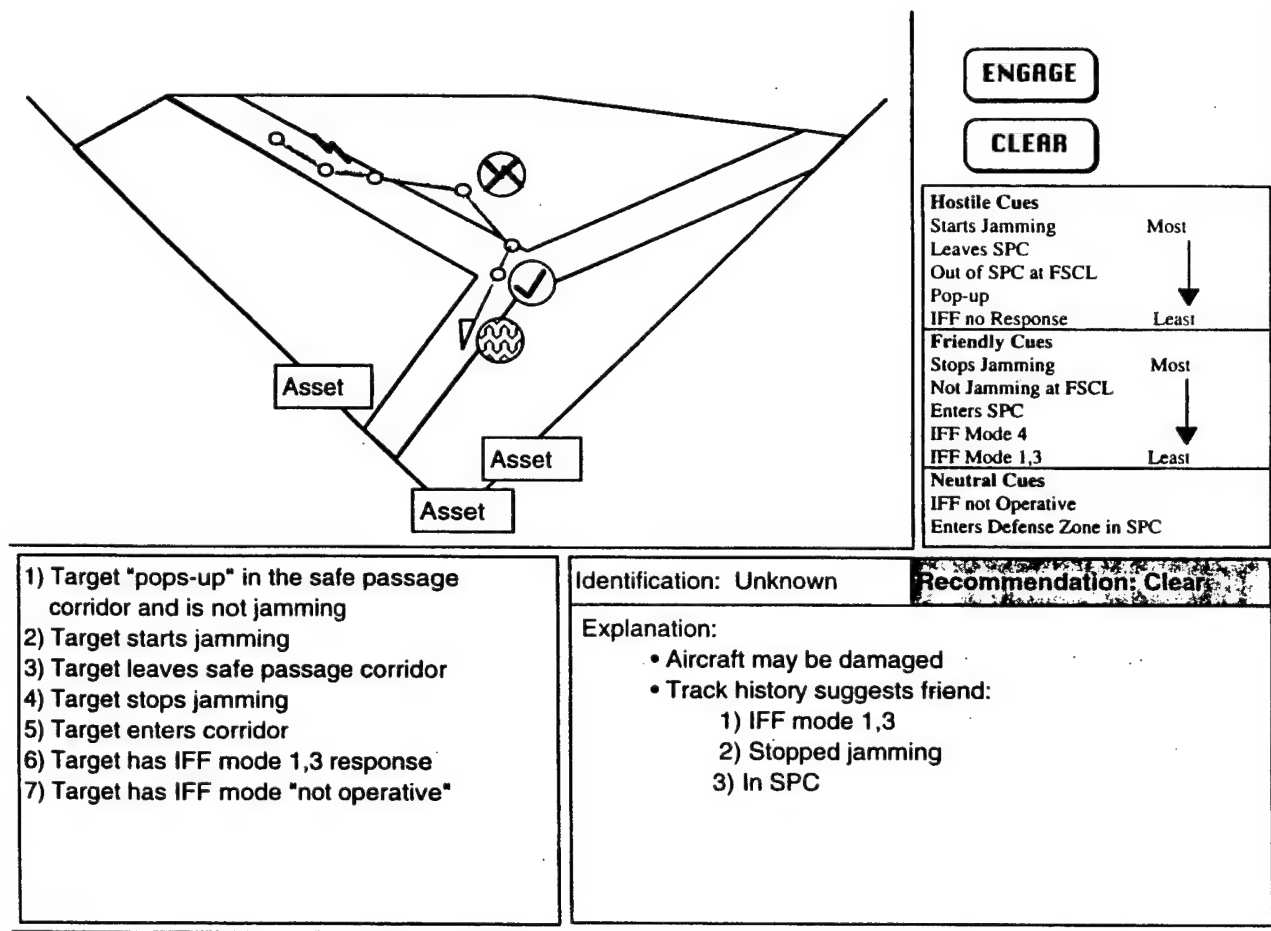 ENGAGE
CLEAR
Hostile Cues
Starts Jamming Most
Leaves SPC
Out of SPC at FSCL
Pop-up
IFF no Response Least
Friendly Cues
Stops Jamming Most
Not Jamming at FSCL
Enters SPC
IFF Mode 4
IFF Mode 1,3 Least
Neutral Cues
IFF not Operative
Enters Defense Zone in SPC
Asset
Asset
Asset
1) Target "pops-up" in the safe passage
corridor and is not jamming
2) Target starts jamming
3) Target leaves safe passage corridor
4) Target stops jamming
5) Target enters corridor
6) Target has IFF mode 1,3 response
7) Target has IFF mode "not operative"
Identification: Unknown
Recommendation: Clear
Explanation:
• Aircraft may be damaged
• Track history suggests friend:
1) IFF mode 1,3
2) Stopped jamming
3) In SPC